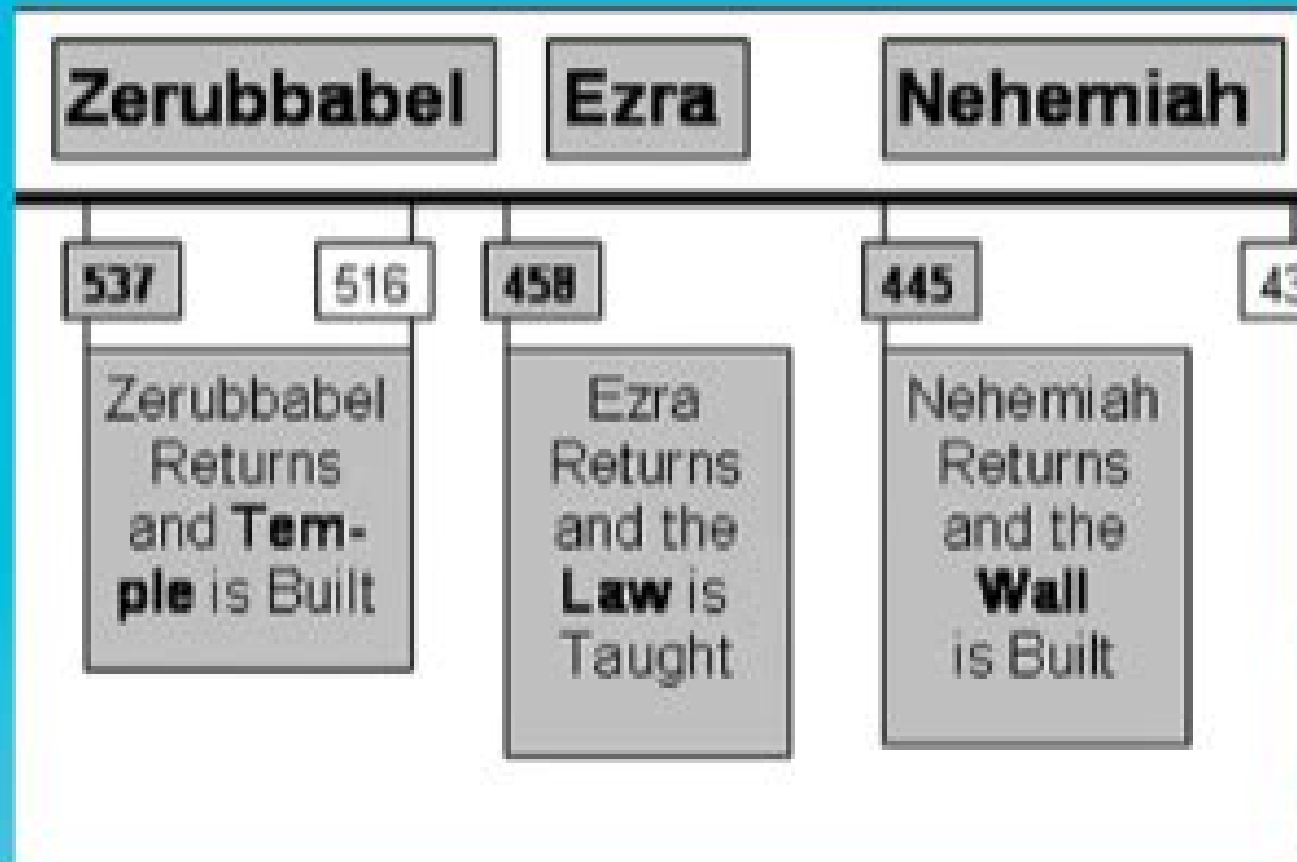 Zerubbabel
Ezra
Nehemiah
537
516
458
445
Zerubbabel
Returns
and Tem-
ple is Built
Ezra
Returns
and the
Law is
Taught
Nehemiah
Returns
and the
Wall
is Built